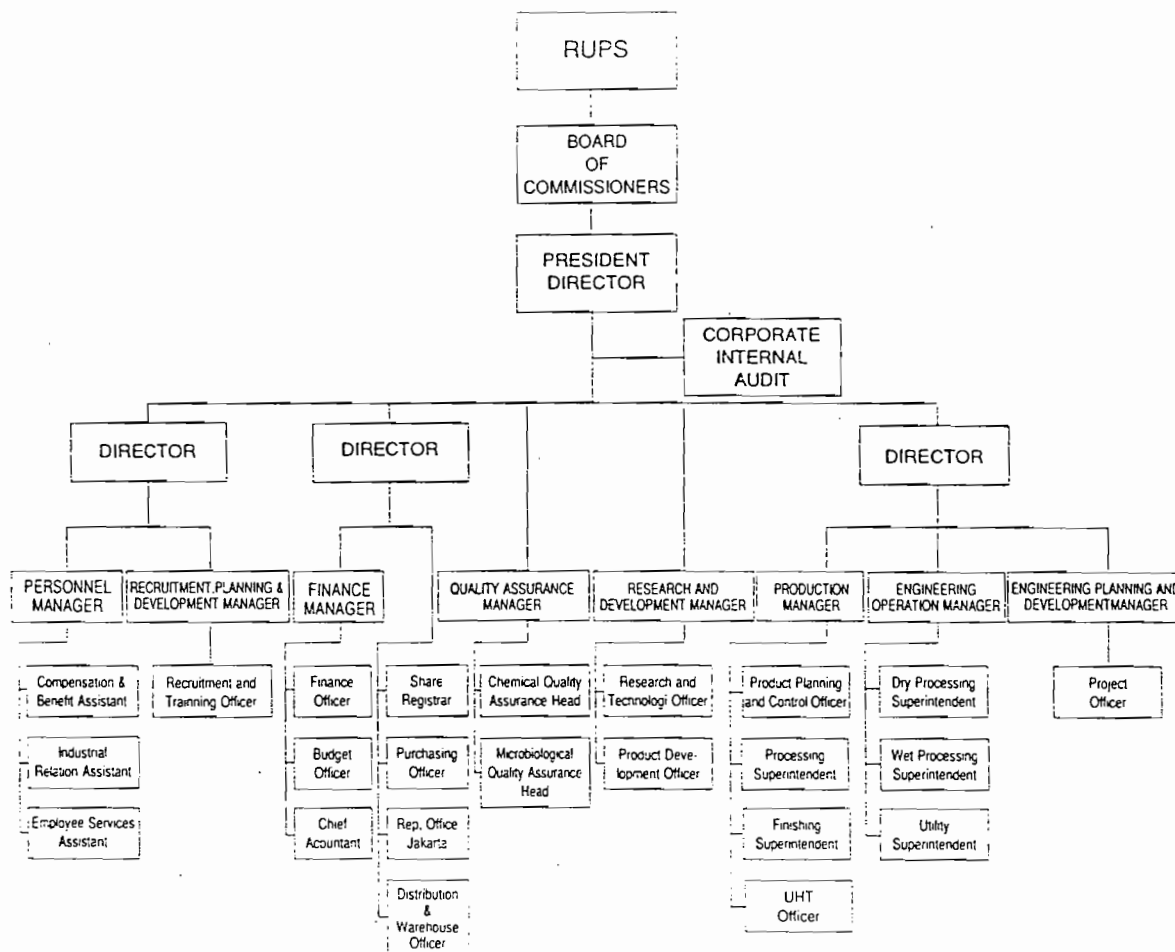 RUPS
BOARD
OF
COMMISSIONERS
PRESIDENT
DIRECTOR
CORPORATE
INTERNAL
AUDIT
DIRECTOR
DIRECTOR
DIRECTOR
PERSONNEL
MANAGER
RECRUITMENT, PLANNING &
DEVELOPMENT MANAGER
FINANCE
MANAGER
QUALITY ASSURANCE
MANAGER
RESEARCH AND
DEVELOPMENT MANAGER
PRODUCTION
MANAGER
ENGINEERING
OPERATION MANAGER
ENGINEERING PLANNING AND
DEVELOPMENTMANAGER
Compensation &
Benefit Assistant
Industrial
Relation Assistant
Employee Services
Assistant
Recruitment and
Trainning Officer
Finance
Officer
Budget
Officer
Chief
Acountant
Share
Registrar
Purchasing
Officer
Rep. Office
Jakarta
Distribution
&
Warehouse
Officer
Chemical Quality
Assurance Head
Microbiological
Quality Assurance
Head
Research and
Technologi Officer
Product Deve-
lopment Officer
Product Planning
and Control Officer
Processing
Superintendent
Finishing
Superintendent
UHT
Officer
Dry Processing
Superintendent
Wet Processing
Superintendent
Utility
Superintendent
Project
Officer